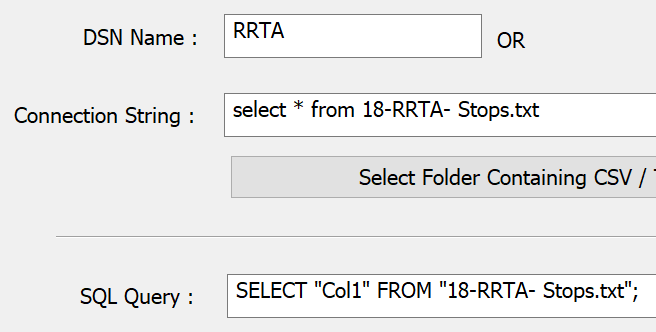 DSN Name : RRTA OR
Connection String : select * from 18-RRTA- Stops.txt
Select Folder Containing CSV /
SQL Query : SELECT "Col1" FROM "18-RRTA- Stops.txt";